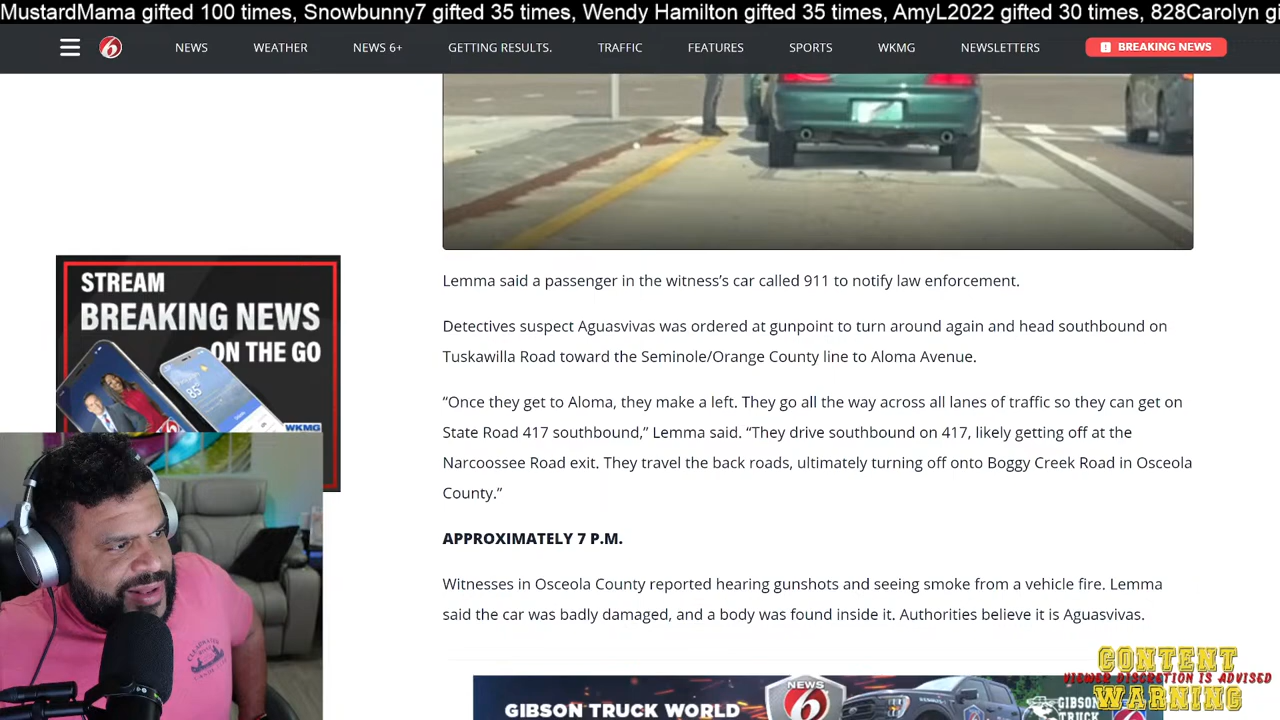 MustardMama gifted 100 times, Snowbunny7 gifted 35 times, Wendy Hamilton gifted 35 times, AmyL2022 gifted 30 times, 828Carolyn gi
6
NEWS
WEATHER
NEWS 6+
GETTING RESULTS.
TRAFFIC
FEATURES
SPORTS
WKMG
NEWSLETTERS
BREAKING NEWS
STREAM
BREAKING NEWS
ON THE GO
85°
WKMG
Lemma said a passenger in the witness’s car called 911 to notify law enforcement.
Detectives suspect Aguasvivas was ordered at gunpoint to turn around again and head southbound on
Tuskawilla Road toward the Seminole/Orange County line to Aloma Avenue.
“Once they get to Aloma, they make a left. They go all the way across all lanes of traffic so they can get on
State Road 417 southbound,” Lemma said. “They drive southbound on 417, likely getting off at the
Narcoossee Road exit. They travel the back roads, ultimately turning off onto Boggy Creek Road in Osceola
County.”
APPROXIMATELY 7 P.M.
Witnesses in Osceola County reported hearing gunshots and seeing smoke from a vehicle fire. Lemma
said the car was badly damaged, and a body was found inside it. Authorities believe it is Aguasvivas.
CONTENT
VIEWER DISCRETION IS ADVISED
WARNING
GIBSON TRUCK WORLD
NEWS
6
GIBSON
TRUCK